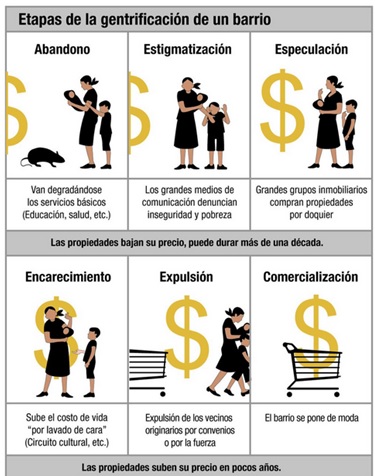 Etapas de la gentrificación de un barrio
Abandono
Estigmatización
Especulación
$
$
$
Van degradándose
los servicios básicos
(Educación, salud, etc.)
Los grandes medios de
comunicación denuncian
inseguridad y pobreza
Grandes grupos inmobiliarios
compran propiedades
por doquier
Las propiedades bajan su precio, puede durar más de una década.
Encarecimiento
Expulsión
Comercialización
$
$
$
Sube el costo de vida
“por lavado de cara”
(Circuito cultural, etc.)
Expulsión de los vecinos
originarios por convenios
o por la fuerza
El barrio se pone de moda
Las propiedades suben su precio en pocos años.